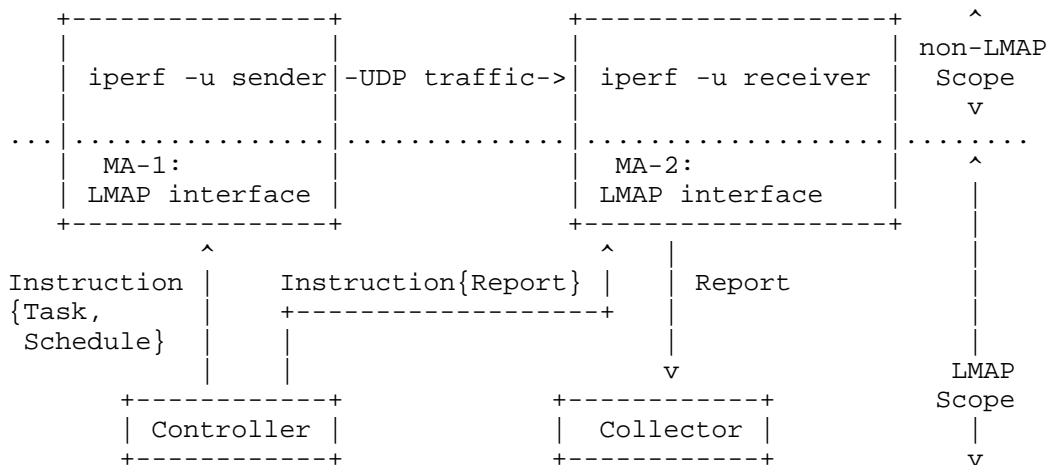 non-LMAP
iperf -u sender -UDP traffic-> iperf -u receiver Scope
MA-1: MA-2:
LMAP interface LMAP interface
Instruction Instruction{Report} Report
{Task,
Schedule}
LMAP
Scope
Controller Collector